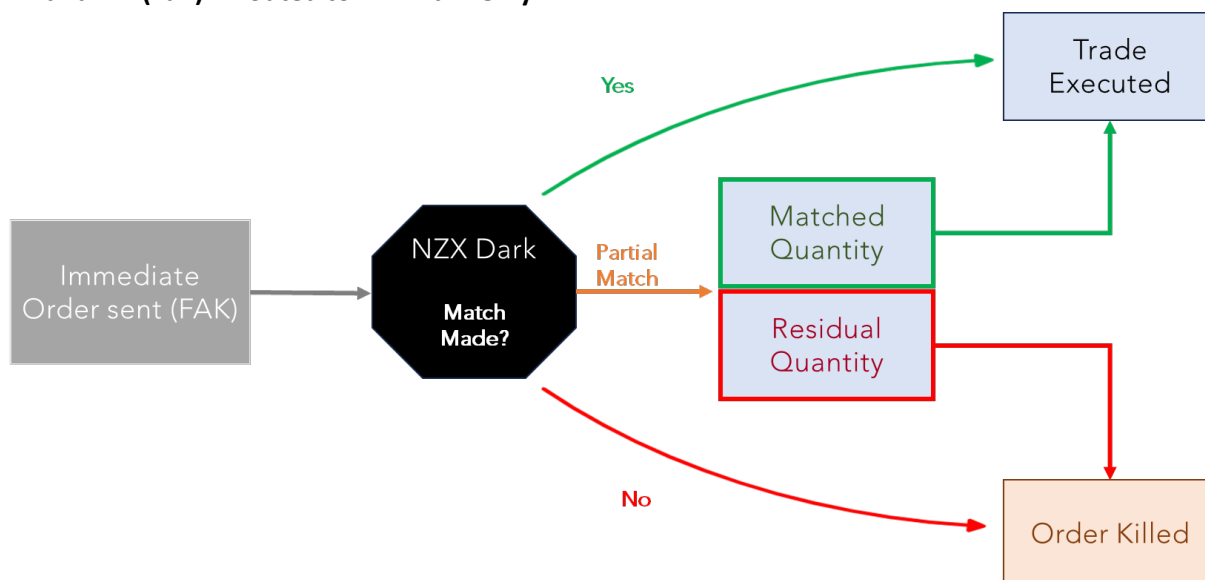 Yes
Trade
Executed
Immediate
Order sent (FAK)
NZX Dark
Match
Made?
Partial
Match
Matched
Quantity
Residual
Quantity
No
Order Killed